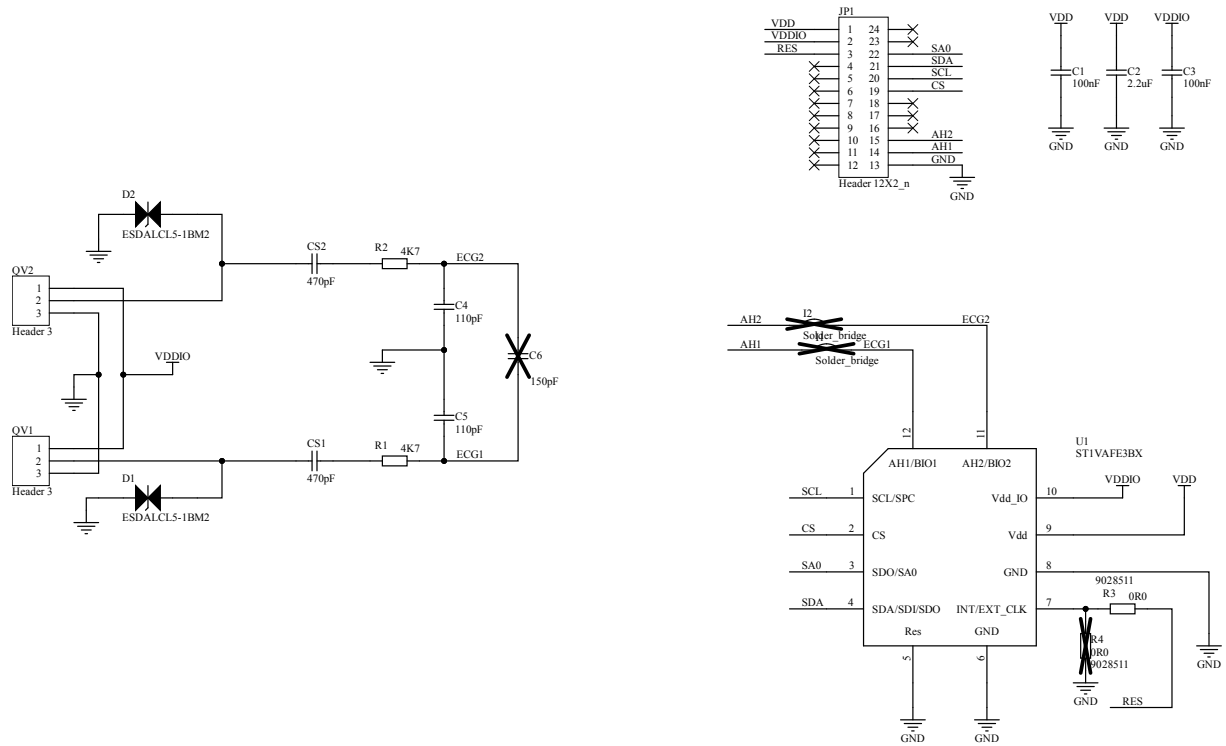 JP1
VDD 1 24
VDDIO 2 23
RES 3 22 SA0
4 21 SDA
5 20 SCL
6 19 CS
7 18
8 17
9 16
10 15 AH2
11 14 AH1
12 13 GND
Header 12X2_n
GND
VDD
C1
100nF
GND
VDD
C2
2.2uF
GND
VDDIO
C3
100nF
GND
D2
ESDALCL5-1BM2
QV2
1
2
3
Header 3
CS2
470pF
R2 4K7
ECG2
C4
110pF
C6
150pF
VDDIO
C5
110pF
QV1
1
2
3
Header 3
CS1
470pF
R1 4K7
ECG1
D1
ESDALCL5-1BM2
AH2 I2 ECG2
Solder_bridge
AH1 I1 ECG1
Solder_bridge
12 11
U1
ST1VAFE3BX
AH1/BIO1 AH2/BIO2
VDDIO VDD
SCL 1 SCL/SPC Vdd_IO 10
CS 2 CS Vdd 9
SA0 3 SDO/SA0 GND 8
SDA 4 SDA/SDI/SDO INT/EXT_CLK 7
9028511
R3 0R0
Res GND
5 6
R4
0R0
9028511
GND
RES
GND
GND GND